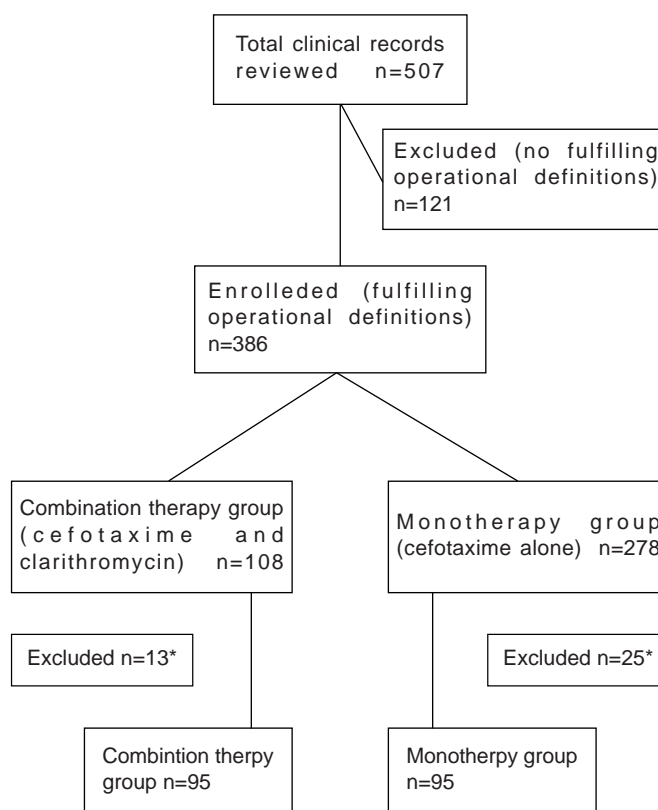 Total clinical records
reviewed n=507
Excluded (no fulfilling
operational definitions)
n=121
Enrolleded (fulfilling
operational definitions)
n=386
Combination therapy group
(cefotaxime and
clarithromycin) n=108
Monotherapy group
(cefotaxime alone) n=278
Excluded n=13*
Excluded n=25*
Combintion therpy
group n=95
Monotherpy group
n=95